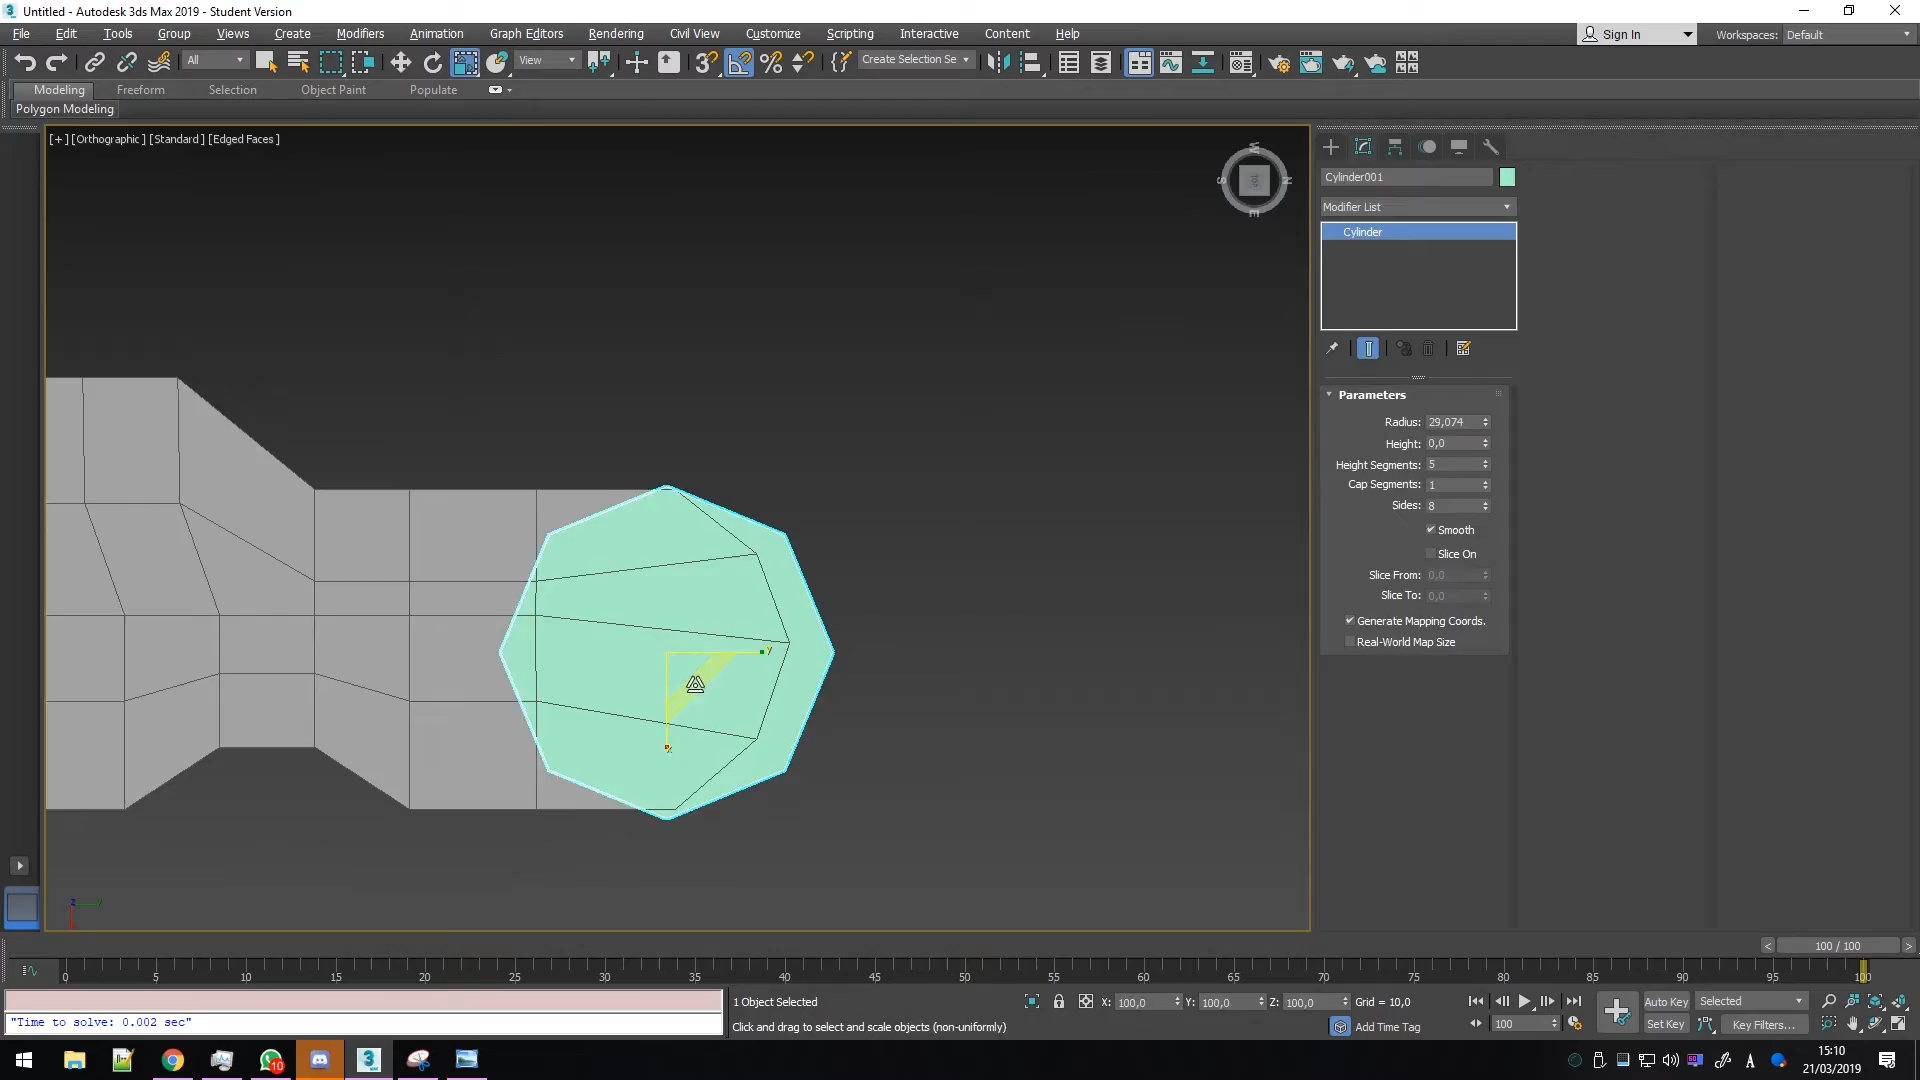 Untitled - Autodesk 3ds Max 2019 - Student Version
File Edit Tools Group Views Create Modifiers Animation Graph Editors Rendering Civil View Customize Scripting Interactive Content Help
Sign In
Workspaces: Default
All
View
Create Selection Se
Modeling Freeform Selection Object Paint Populate
Polygon Modeling
[+] [Orthographic] [Standard] [Edged Faces]
W
S
N
E
Cylinder001
Modifier List
Cylinder
Parameters
Radius: 29,074
Height: 0,0
Height Segments: 5
Cap Segments: 1
Sides: 8
Smooth
Slice On
Slice From: 0,0
Slice To: 0,0
Generate Mapping Coords.
Real-World Map Size
y
x
z
y
< 100 / 100 >
0 5 10 15 20 25 30 35 40 45 50 55 60 65 70 75 80 85 90 95 100
1 Object Selected
X: 100,0 Y: 100,0 Z: 100,0 Grid = 10,0
Auto Key Selected
"Time to solve: 0.002 sec"
Click and drag to select and scale objects (non-uniformly)
Add Time Tag
100
Set Key Key Filters...
10
3
MAX
A
15:10
21/03/2019